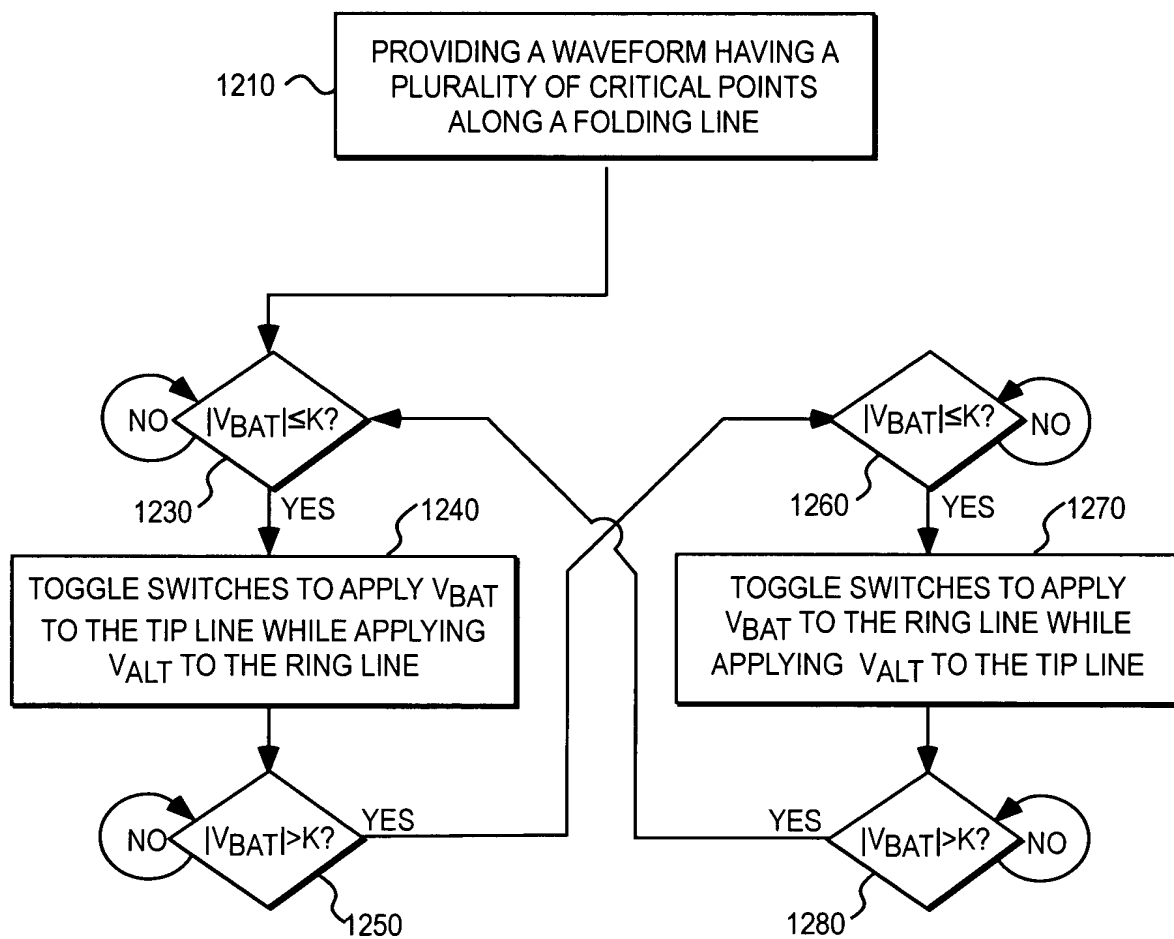 PROVIDING A WAVEFORM HAVING A
PLURALITY OF CRITICAL POINTS
ALONG A FOLDING LINE
1210
NO
|VBAT|≤K?
1230
YES
1240
TOGGLE SWITCHES TO APPLY VBAT
TO THE TIP LINE WHILE APPLYING
VALT TO THE RING LINE
NO
|VBAT|>K?
YES
1250
|VBAT|≤K?
NO
1260
YES
1270
TOGGLE SWITCHES TO APPLY
VBAT TO THE RING LINE WHILE
APPLYING VALT TO THE TIP LINE
YES
|VBAT|>K?
NO
1280